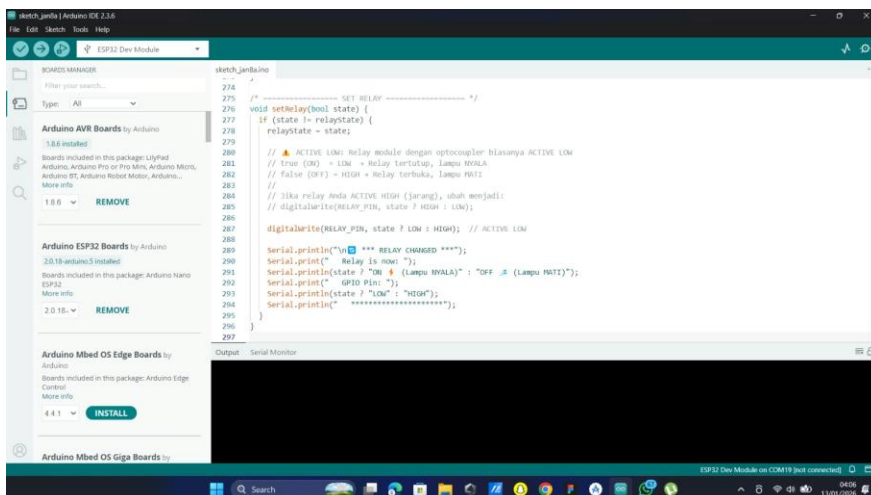 sketch_jan8a | Arduino IDE 2.3.6
File Edit Sketch Tools Help
ESP32 Dev Module
BOARDS MANAGER
Filter your search...
Type: All
Arduino AVR Boards by Arduino
1.8.6 installed
Boards included in this package: LilyPad
Arduino, Arduino Pro or Pro Mini, Arduino Micro,
Arduino BT, Arduino Robot Motor, Arduino...
More info
1.8.6 REMOVE
Arduino ESP32 Boards by Arduino
2.0.18-arduino.5 installed
Boards included in this package: Arduino Nano
ESP32
More info
2.0.18- REMOVE
Arduino Mbed OS Edge Boards by
Arduino
Boards included in this package: Arduino Edge
Control
More info
4.4.1 INSTALL
Arduino Mbed OS Giga Boards by
sketch_jan8a.ino
274
275 /* ================= SET RELAY ================== */
276 void setRelay(bool state) {
277 if (state != relayState) {
278 relayState = state;
279
280 // ⚠ ACTIVE LOW: Relay module dengan optocoupler biasanya ACTIVE LOW
281 // true (ON) = LOW → Relay tertutup, lampu NYALA
282 // false (OFF) = HIGH → Relay terbuka, lampu MATI
283 //
284 // Jika relay Anda ACTIVE HIGH (jarang), ubah menjadi:
285 // digitalWrite(RELAY_PIN, state ? HIGH : LOW);
286
287 digitalWrite(RELAY_PIN, state ? LOW : HIGH); // ACTIVE LOW
288
289 Serial.println("\n🔄 *** RELAY CHANGED ***");
290 Serial.print(" Relay is now: ");
291 Serial.println(state ? "ON ⚡ (Lampu NYALA)" : "OFF (Lampu MATI)");
292 Serial.print(" GPIO Pin: ");
293 Serial.println(state ? "LOW" : "HIGH");
294 Serial.println(" *********************");
295 }
296 }
297
Output Serial Monitor
ESP32 Dev Module on COM19 [not connected]
Search
04:06
13/01/2026